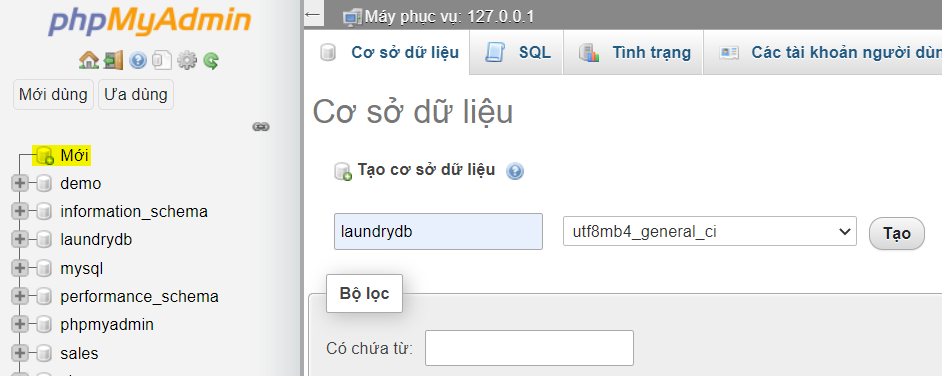 phpMyAdmin
Mới dùng Ưa dùng
Mới
demo
information_schema
laundrydb
mysql
performance_schema
phpmyadmin
sales
Máy phục vụ: 127.0.0.1
Cơ sở dữ liệu SQL Tình trạng Các tài khoản người dùn
Cơ sở dữ liệu
Tạo cơ sở dữ liệu
laundrydb utf8mb4_general_ci Tạo
Bộ lọc
Có chứa từ: